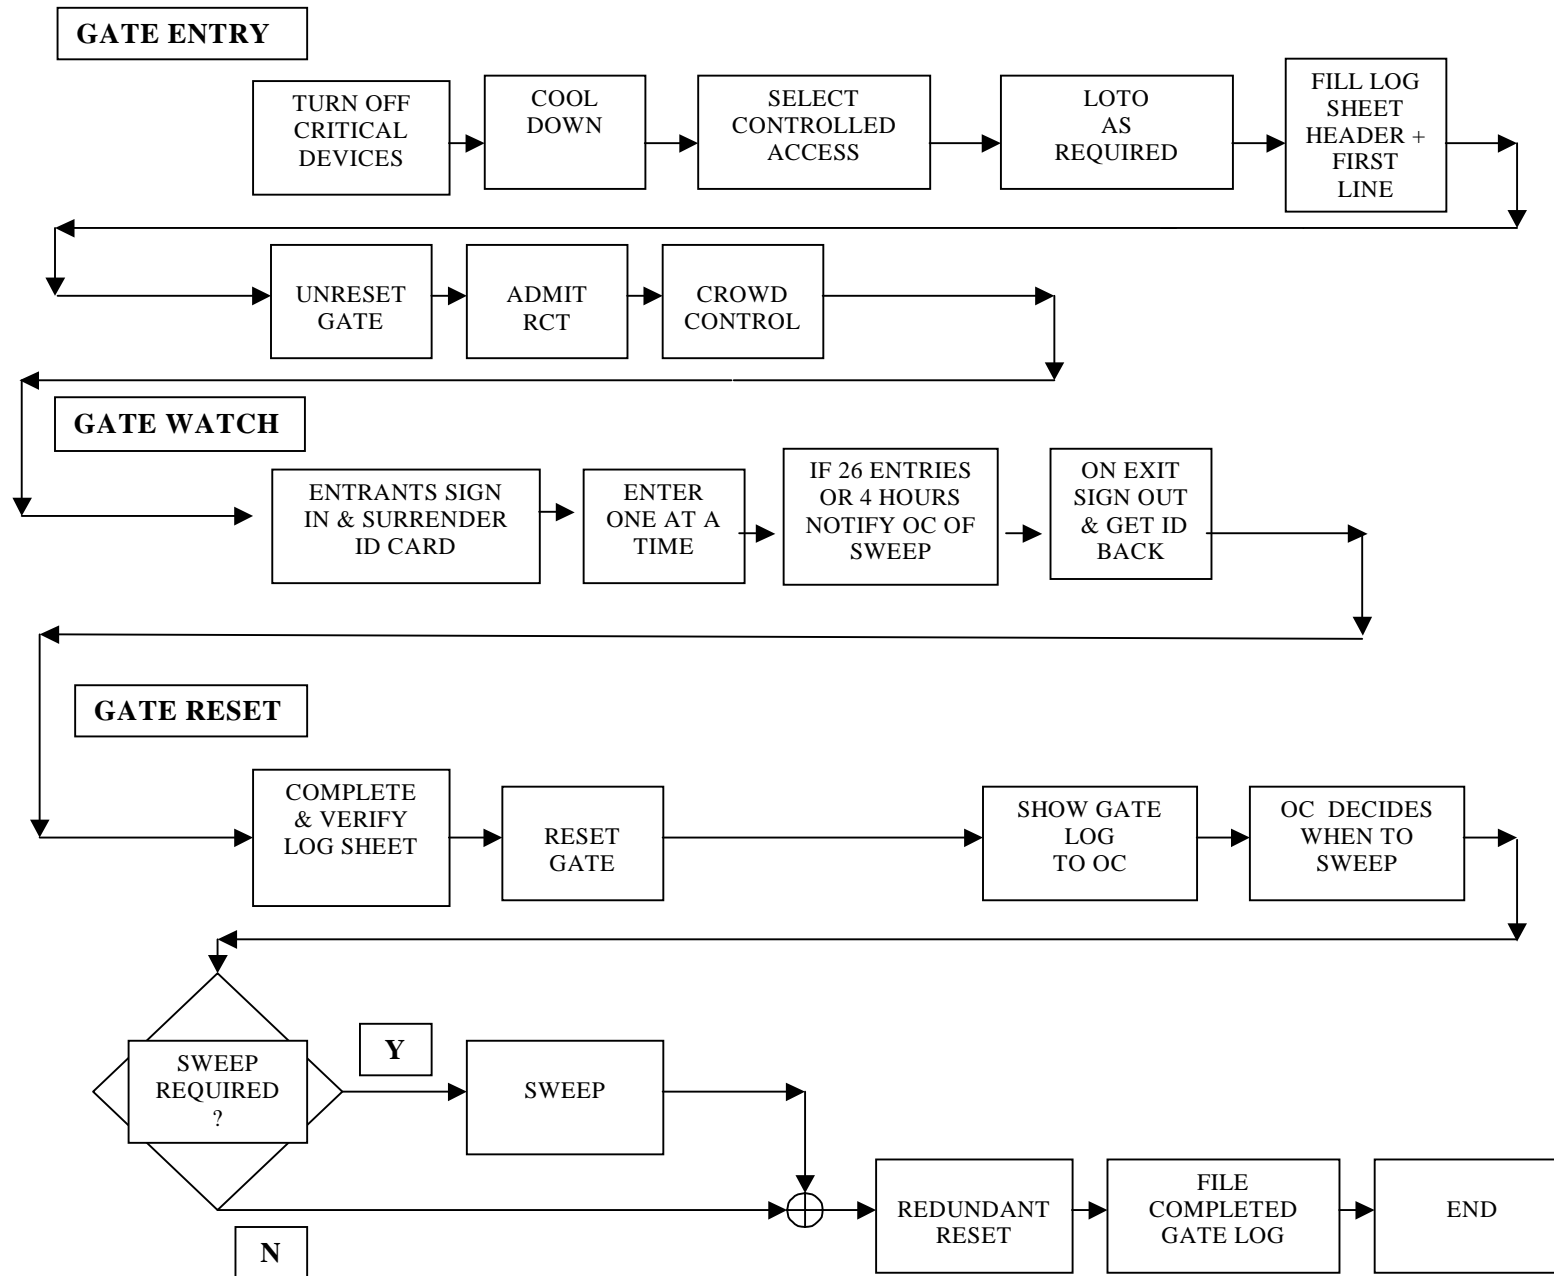 GATE ENTRY
TURN OFF
CRITICAL
DEVICES
COOL
DOWN
SELECT
CONTROLLED
ACCESS
LOTO
AS
REQUIRED
FILL LOG
SHEET
HEADER +
FIRST
LINE
UNRESET
GATE
ADMIT
RCT
CROWD
CONTROL
GATE WATCH
ENTRANTS SIGN
IN & SURRENDER
ID CARD
ENTER
ONE AT A
TIME
IF 26 ENTRIES
OR 4 HOURS
NOTIFY OC OF
SWEEP
ON EXIT
SIGN OUT
& GET ID
BACK
GATE RESET
COMPLETE
& VERIFY
LOG SHEET
RESET
GATE
SHOW GATE
LOG
TO OC
OC DECIDES
WHEN TO
SWEEP
SWEEP
REQUIRED
?
Y
SWEEP
N
REDUNDANT
RESET
FILE
COMPLETED
GATE LOG
END